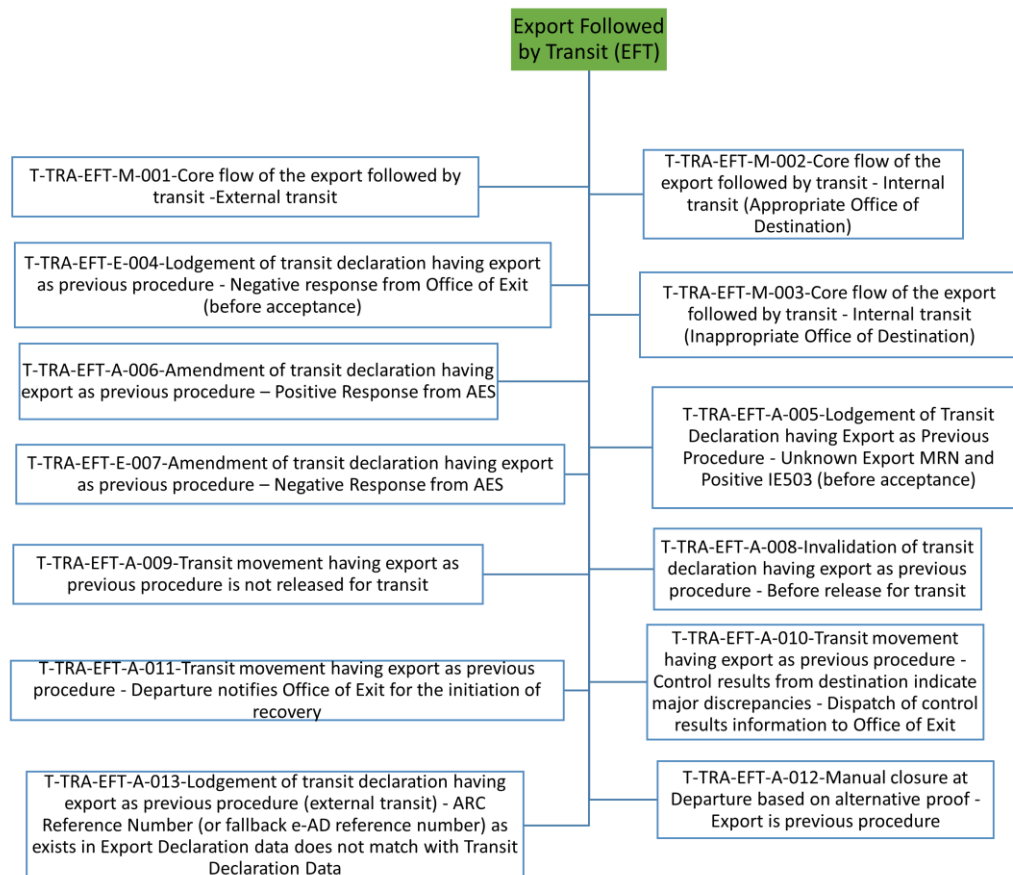 Export Followed
by Transit (EFT)
T-TRA-EFT-M-001-Core flow of the export followed by
transit -External transit
T-TRA-EFT-M-002-Core flow of
the export followed by transit - Internal
transit (Appropriate Office of
Destination)
T-TRA-EFT-E-004-Lodgement of transit declaration having export
as previous procedure - Negative response from Office of Exit
(before acceptance)
T-TRA-EFT-M-003-Core flow of the export
followed by transit - Internal transit
(Inappropriate Office of Destination)
T-TRA-EFT-A-006-Amendment of transit declaration having
export as previous procedure – Positive Response from AES
T-TRA-EFT-A-005-Lodgement of Transit
Declaration having Export as Previous
Procedure - Unknown Export MRN and
Positive IE503 (before acceptance)
T-TRA-EFT-E-007-Amendment of transit declaration having export
as previous procedure – Negative Response from AES
T-TRA-EFT-A-009-Transit movement having export as
previous procedure is not released for transit
T-TRA-EFT-A-008-Invalidation of transit
declaration having export as previous
procedure - Before release for transit
T-TRA-EFT-A-011-Transit movement having export as previous
procedure - Departure notifies Office of Exit for the initiation of
recovery
T-TRA-EFT-A-010-Transit movement
having export as previous procedure -
Control results from destination indicate
major discrepancies - Dispatch of control
results information to Office of Exit
T-TRA-EFT-A-013-Lodgement of transit declaration having
export as previous procedure (external transit) - ARC
Reference Number (or fallback e-AD reference number) as
exists in Export Declaration data does not match with Transit
Declaration Data
T-TRA-EFT-A-012-Manual closure at
Departure based on alternative proof -
Export is previous procedure